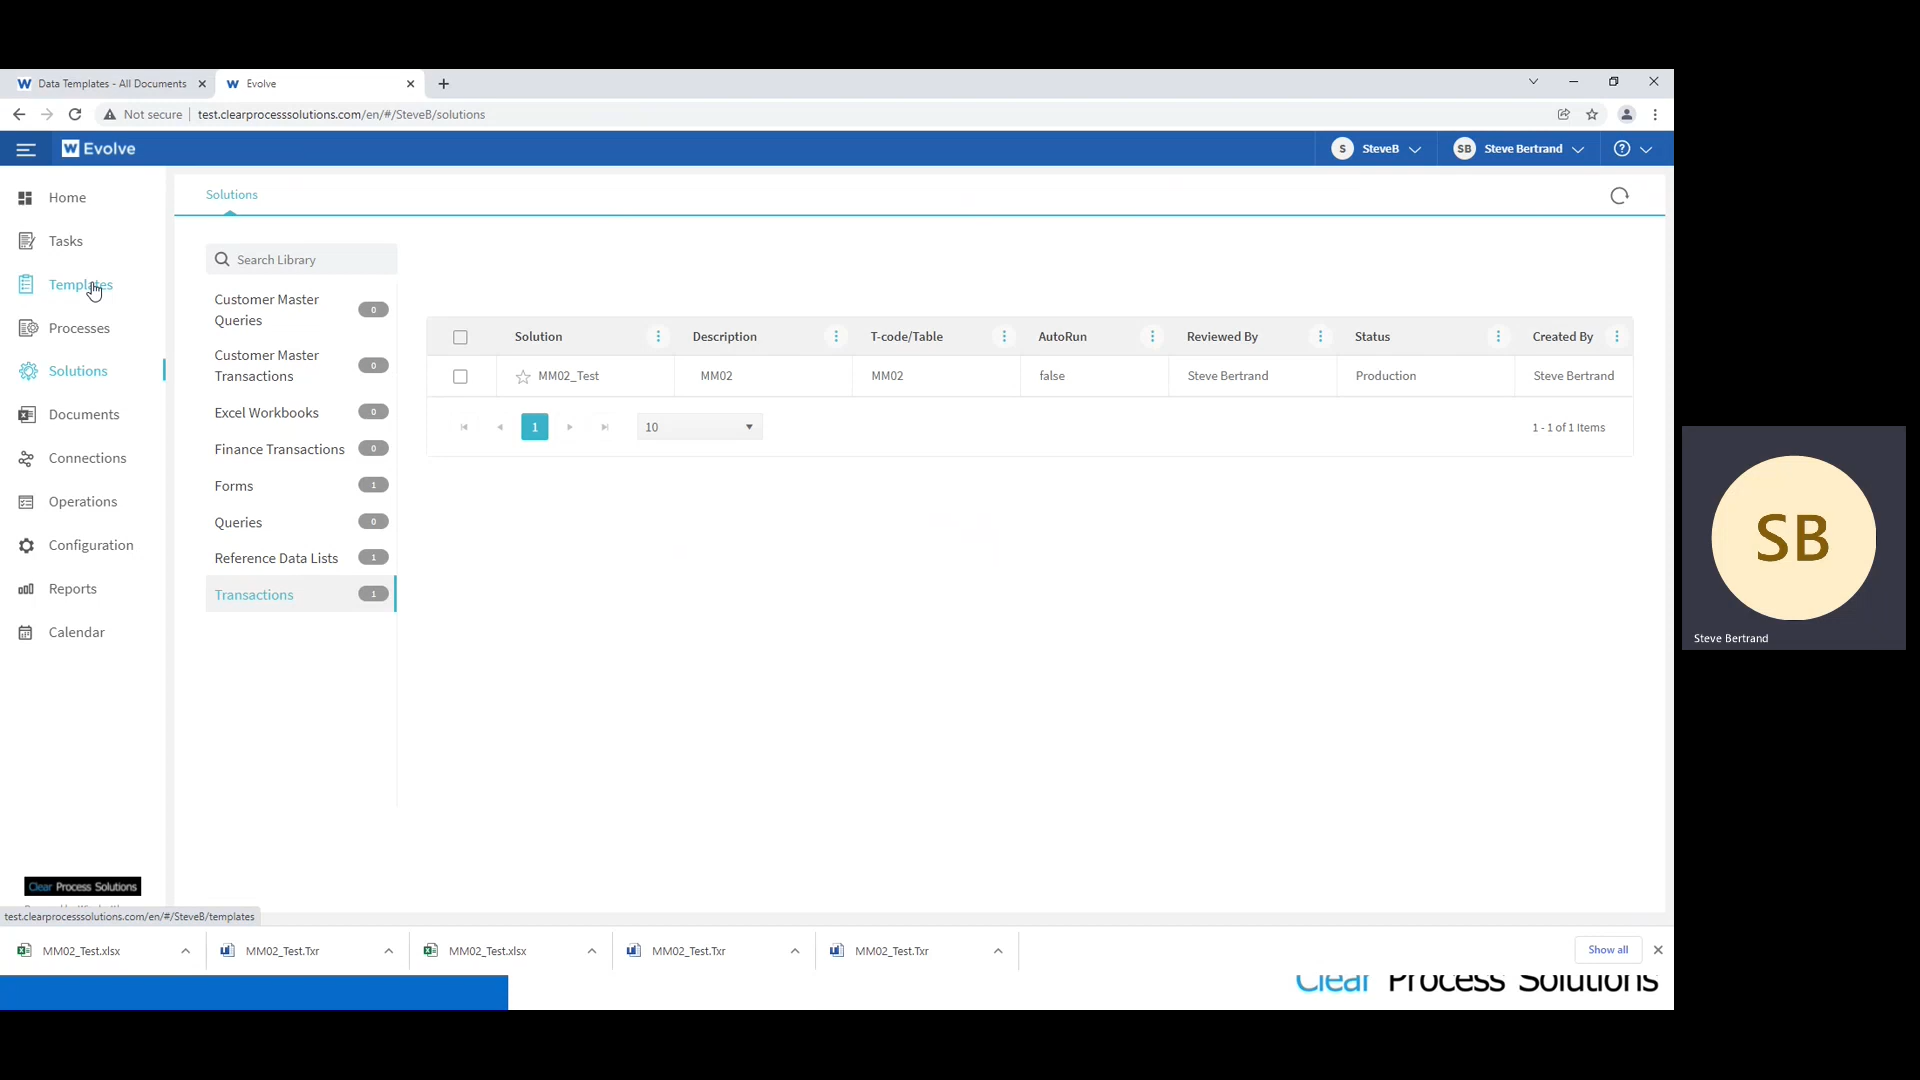 Data Templates - All Documents
Evolve
Not secure
test.clearprocesssolutions.com/en/#/SteveB/solutions
W Evolve
S SteveB
SB Steve Bertrand
Home
Tasks
Templates
Processes
Solutions
Documents
Connections
Operations
Configuration
Reports
Calendar
Solutions
Search Library
Customer Master
Queries
0
Customer Master
Transactions
0
Excel Workbooks 0
Finance Transactions 0
Forms 1
Queries 0
Reference Data Lists 1
Transactions 1
Solution Description T-code/Table AutoRun Reviewed By Status Created By
MM02_Test MM02 MM02 false Steve Bertrand Production Steve Bertrand
1 10 1 - 1 of 1 Items
SB
Steve Bertrand
Clear Process Solutions
test.clearprocesssolutions.com/en/#/SteveB/templates
MM02_Test.xlsx MM02_Test.Txr MM02_Test.xlsx MM02_Test.Txr MM02_Test.Txr Show all
Clear Process Solutions